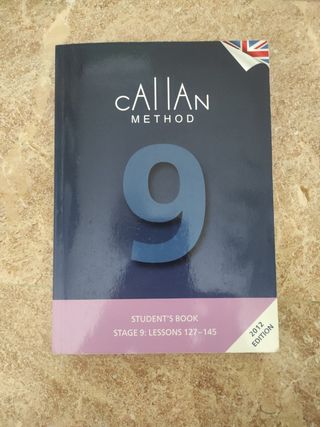 CALLAN
METHOD
9
STUDENT'S BOOK
STAGE 9: LESSONS 127–145
2012
EDITION